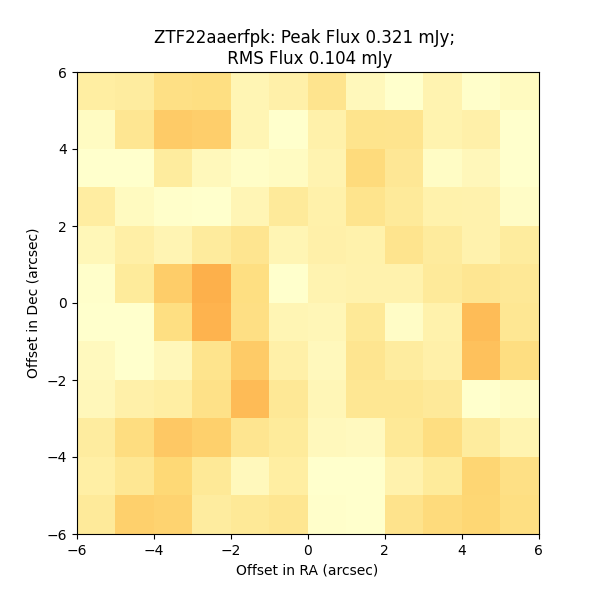 ZTF22aaerfpk: Peak Flux 0.321 mJy;
RMS Flux 0.104 mJy
6
4
2
0
−2
−4
−6
Offset in Dec (arcsec)
−6 −4 −2 0 2 4 6
Offset in RA (arcsec)